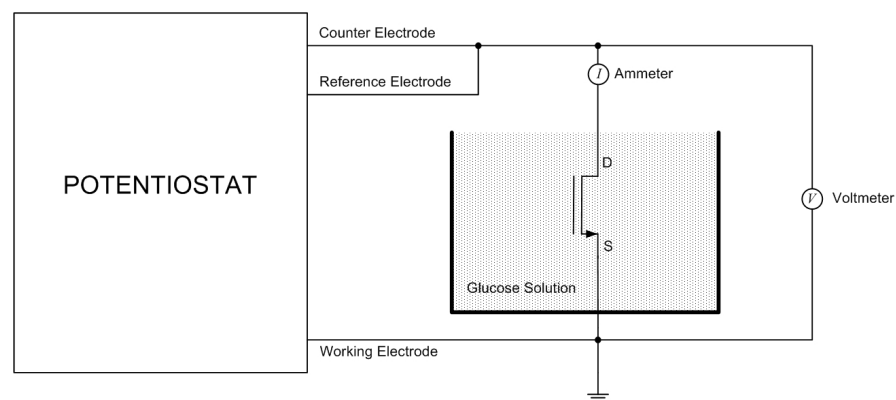 Counter Electrode
I Ammeter
Reference Electrode
D
POTENTIOSTAT
V Voltmeter
S
Glucose Solution
Working Electrode